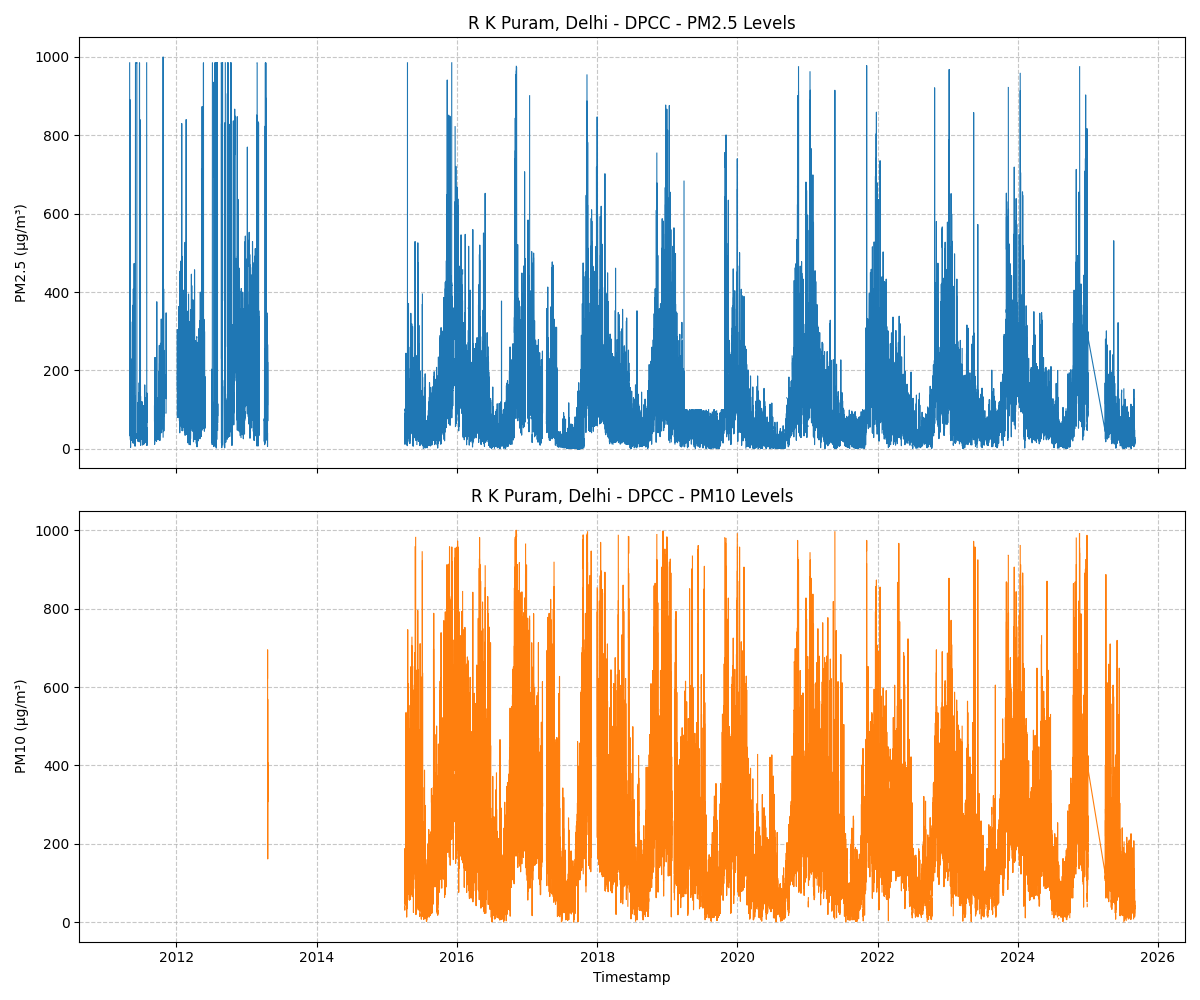 R K Puram, Delhi - DPCC - PM2.5 Levels
1000
800
600
400
200
0
PM2.5 (µg/m³)
R K Puram, Delhi - DPCC - PM10 Levels
1000
800
600
400
200
0
PM10 (µg/m³)
2012 2014 2016 2018 2020 2022 2024 2026
Timestamp